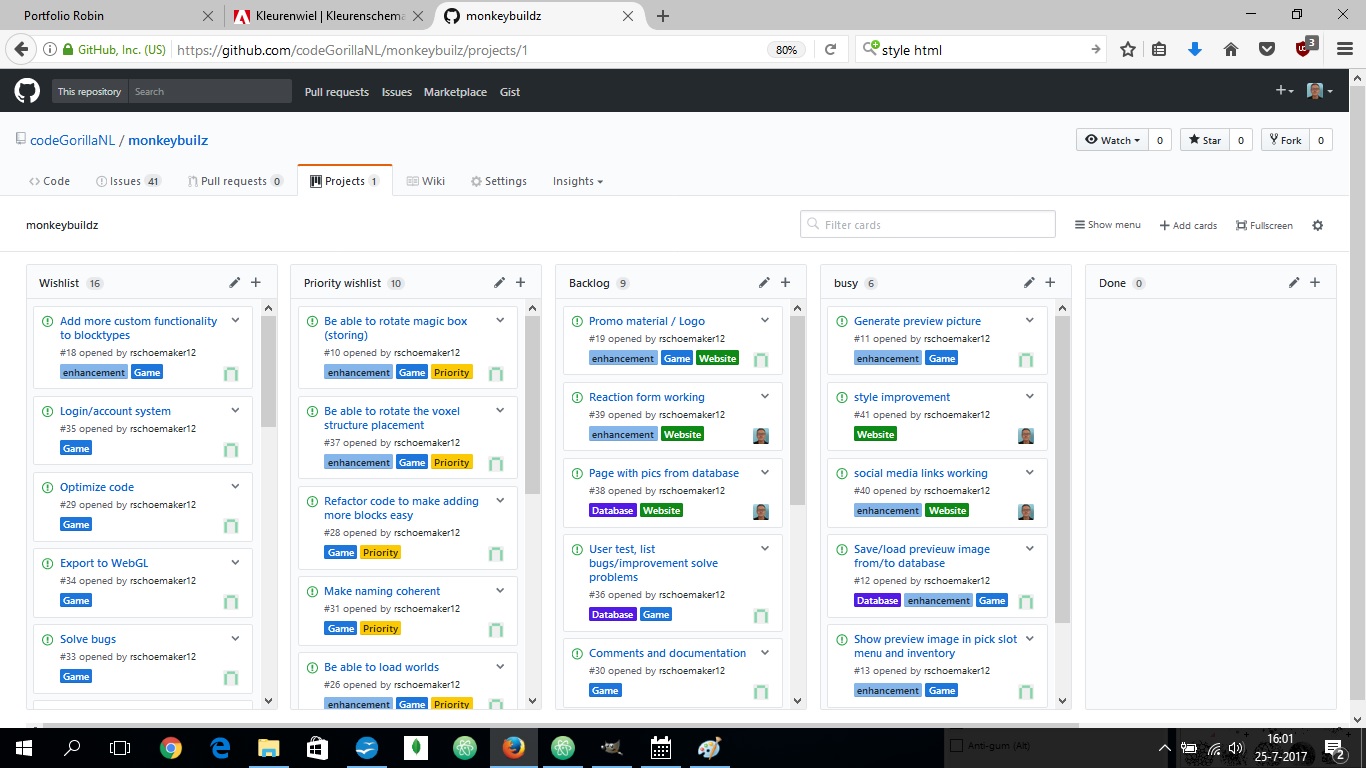 Portfolio Robin
Kleurenwiel | Kleurenschema
monkeybuildz
GitHub, Inc. (US)
https://github.com/codeGorillaNL/monkeybuilz/projects/1
80%
style html
3
This repository
Search
Pull requests
Issues
Marketplace
Gist
codeGorillaNL / monkeybuilz
Watch 0
Star 0
Fork 0
Code
Issues 41
Pull requests 0
Projects 1
Wiki
Settings
Insights
monkeybuildz
Filter cards
Show menu
Add cards
Fullscreen
Wishlist 16
Add more custom functionality
to blocktypes
#18 opened by rschoemaker12
enhancement Game
Login/account system
#35 opened by rschoemaker12
Game
Optimize code
#29 opened by rschoemaker12
Game
Export to WebGL
#34 opened by rschoemaker12
Game
Solve bugs
#33 opened by rschoemaker12
Game
Priority wishlist 10
Be able to rotate magic box
(storing)
#10 opened by rschoemaker12
enhancement Game Priority
Be able to rotate the voxel
structure placement
#37 opened by rschoemaker12
enhancement Game Priority
Refactor code to make adding
more blocks easy
#28 opened by rschoemaker12
Game Priority
Make naming coherent
#31 opened by rschoemaker12
Game Priority
Be able to load worlds
#26 opened by rschoemaker12
enhancement Game Priority
Backlog 9
Promo material / Logo
#19 opened by rschoemaker12
enhancement Game Website
Reaction form working
#39 opened by rschoemaker12
enhancement Website
Page with pics from database
#38 opened by rschoemaker12
Database Website
User test, list
bugs/improvement solve
problems
#36 opened by rschoemaker12
Database Game
Comments and documentation
#30 opened by rschoemaker12
Game
busy 6
Generate preview picture
#11 opened by rschoemaker12
enhancement Game
style improvement
#41 opened by rschoemaker12
Website
social media links working
#40 opened by rschoemaker12
enhancement Website
Save/load previeuw image
from/to database
#12 opened by rschoemaker12
Database enhancement Game
Show preview image in pick slot
menu and inventory
#13 opened by rschoemaker12
enhancement Game
Done 0
Anti-gum (Alt)
16:01
25-7-2017
2